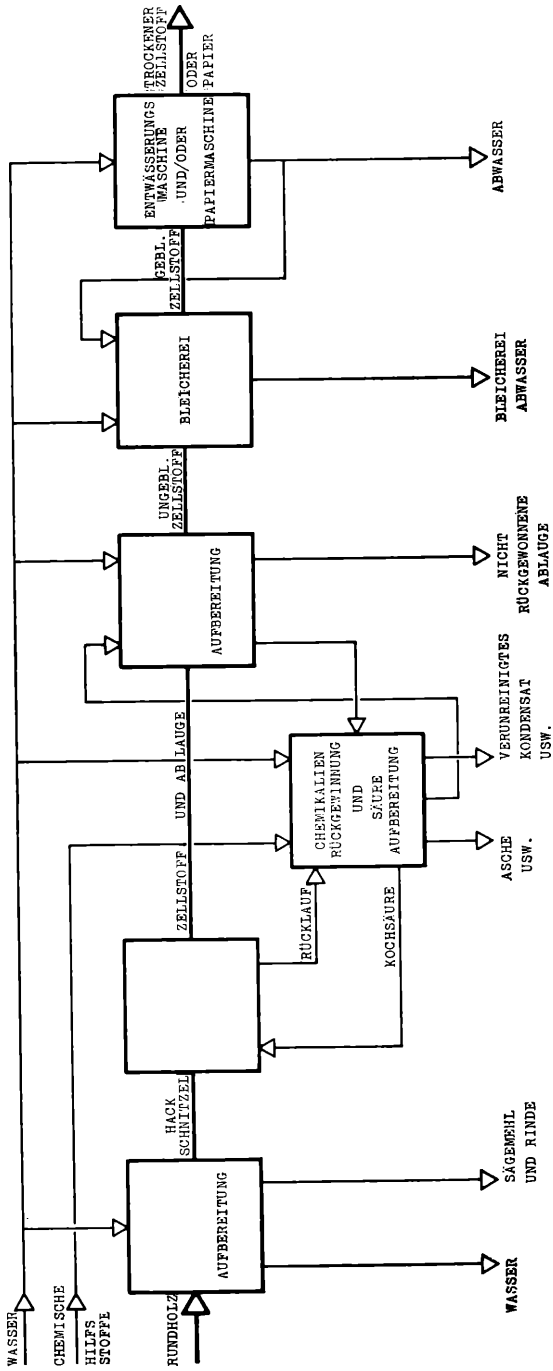 WASSER
CHEMISCHE
HILFS
STOFFE
RUNDHOLZ
AUFBEREITUNG
WASSER
SÄGEMEHL
UND RINDE
HACK
SCHNITZEL
RÜCKLAUF
KOCHSÄURE
ZELLSTOFF UND ABLAUGE
CHEMIKALIEN
RÜCKGEWINNUNG
UND
SÄURE
AUFBEREITUNG
ASCHE
USW.
VERUNREINIGTES
KONDENSAT
USW.
AUFBEREITUNG
NICHT
RÜCKGEWONNENE
ABLAUGE
UNGEBL.
ZELLSTOFF
BLEICHEREI
BLEICHEREI
ABWASSER
GEBL.
ZELLSTOFF
ENTWÄSSERUNGS
MASCHINE
UND/ODER
PAPIERMASCHINE
ABWASSER
TROCKENER
ZELLSTOFF
ODER
PAPIER